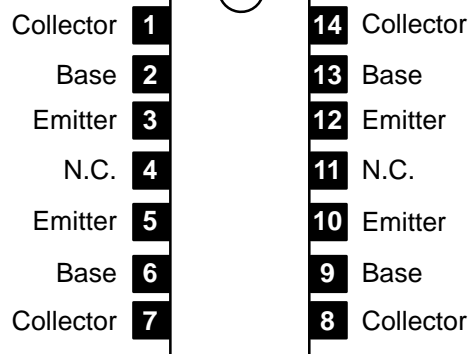 Collector 1 14 Collector
Base 2 13 Base
Emitter 3 12 Emitter
N.C. 4 11 N.C.
Emitter 5 10 Emitter
Base 6 9 Base
Collector 7 8 Collector